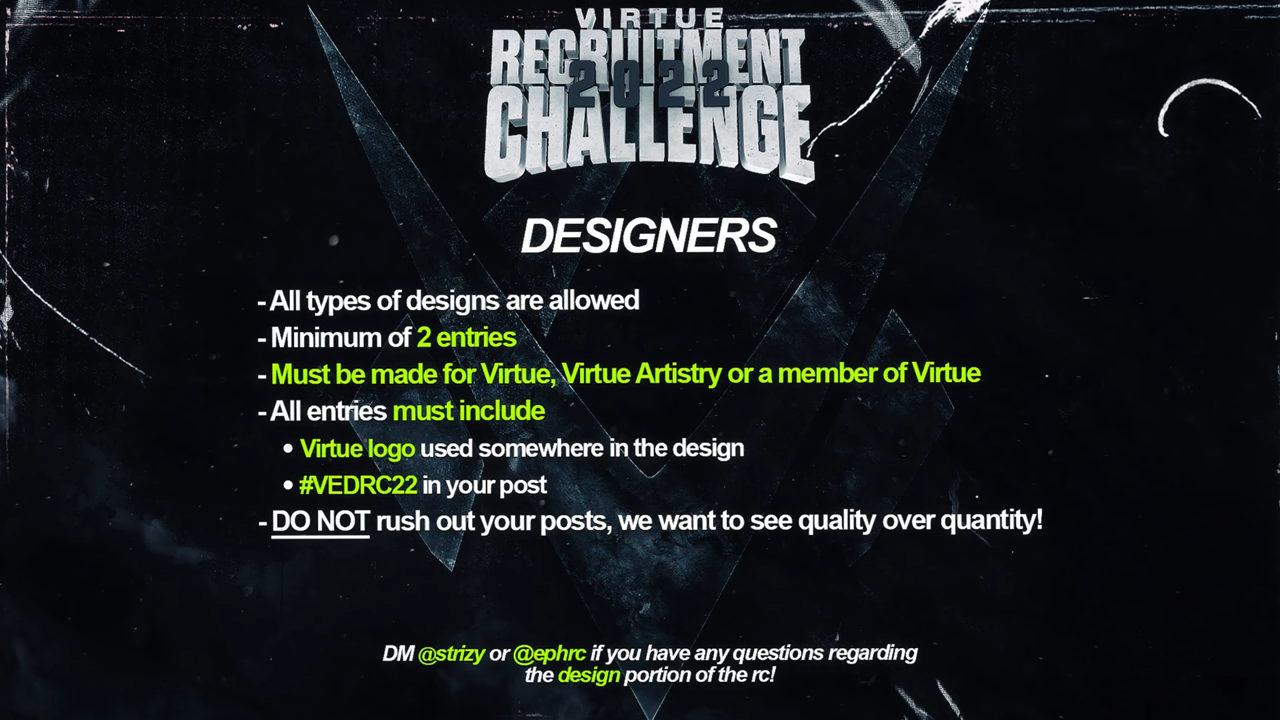 VIRTUE
RECRUITMENT
2022
CHALLENGE
DESIGNERS
- All types of designs are allowed
- Minimum of 2 entries
- Must be made for Virtue, Virtue Artistry or a member of Virtue
- All entries must include
• Virtue logo used somewhere in the design
• #VEDRC22 in your post
- DO NOT rush out your posts, we want to see quality over quantity!
DM @strizy or @ephrc if you have any questions regarding
the design portion of the rc!